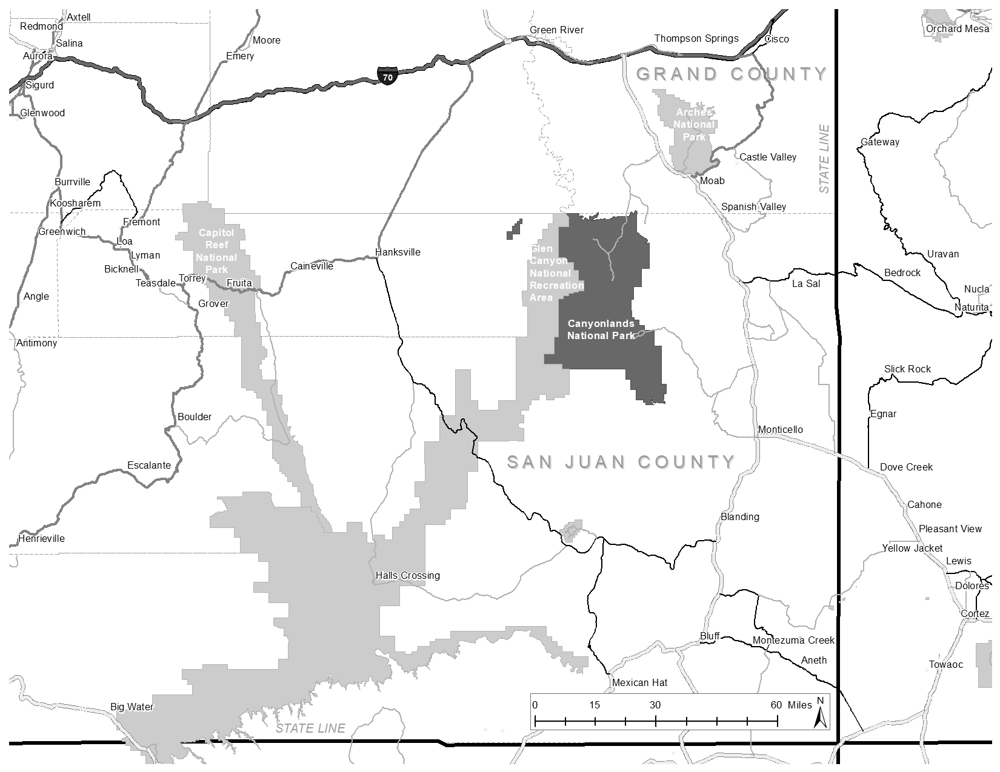 Axtell
Redmond
Salina
Aurora
Sigurd
Glenwood
Moore
Emery
70
Green River
Thompson Springs
Cisco
Orchard Mesa
GRAND COUNTY
Arches
National
Park
STATE LINE
Gateway
Castle Valley
Moab
Spanish Valley
Burrville
Koosharem
Fremont
Greenwich
Loa
Lyman
Bicknell
Teasdale
Torrey
Fruita
Grover
Capitol
Reef
National
Park
Caineville
Hanksville
Glen
Canyon
National
Recreation
Area
Canyonlands
National Park
Uravan
Bedrock
La Sal
Nucla
Naturita
Angle
Antimony
Slick Rock
Egnar
Boulder
Monticello
Escalante
SAN JUAN COUNTY
Dove Creek
Cahone
Blanding
Pleasant View
Henrieville
Yellow Jacket
Lewis
Halls Crossing
Dolores
Cortez
Bluff
Montezuma Creek
Aneth
Towaoc
Mexican Hat
0 15 30 60 Miles
N
Big Water
STATE LINE